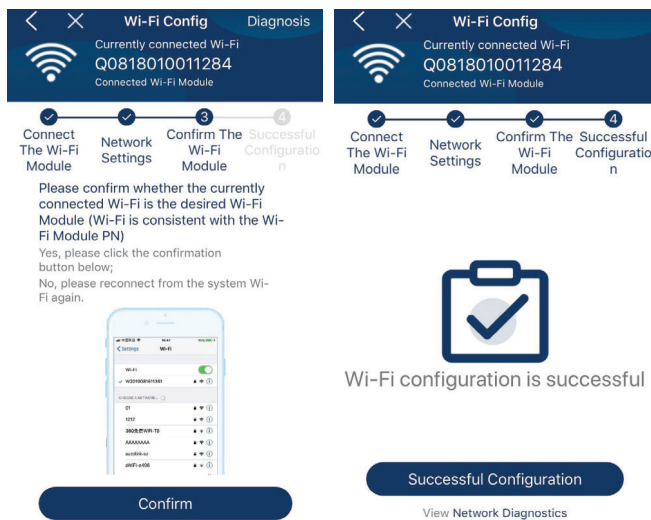 Wi-Fi Config
Diagnosis
Currently connected Wi-Fi
Q0818010011284
Connected Wi-Fi Module
Connect
The Wi-Fi
Module
Network
Settings
3
Confirm The
Wi-Fi
Module
4
Successful
Configuratio
n
Please confirm whether the currently
connected Wi-Fi is the desired Wi-Fi
Module (Wi-Fi is consistent with the Wi-
Fi Module PN)
Yes, please click the confirmation
button below;
No, please reconnect from the system Wi-
Fi again.
Settings
Wi-Fi
Wi-Fi
CHOOSE A NETWORK...
01
1212
AAAAAAAA
Confirm
Wi-Fi Config
Currently connected Wi-Fi
Q0818010011284
Connected Wi-Fi Module
Connect
The Wi-Fi
Module
Network
Settings
Confirm The
Wi-Fi
Module
4
Successful
Configuratio
n
Wi-Fi configuration is successful
Successful Configuration
View Network Diagnostics